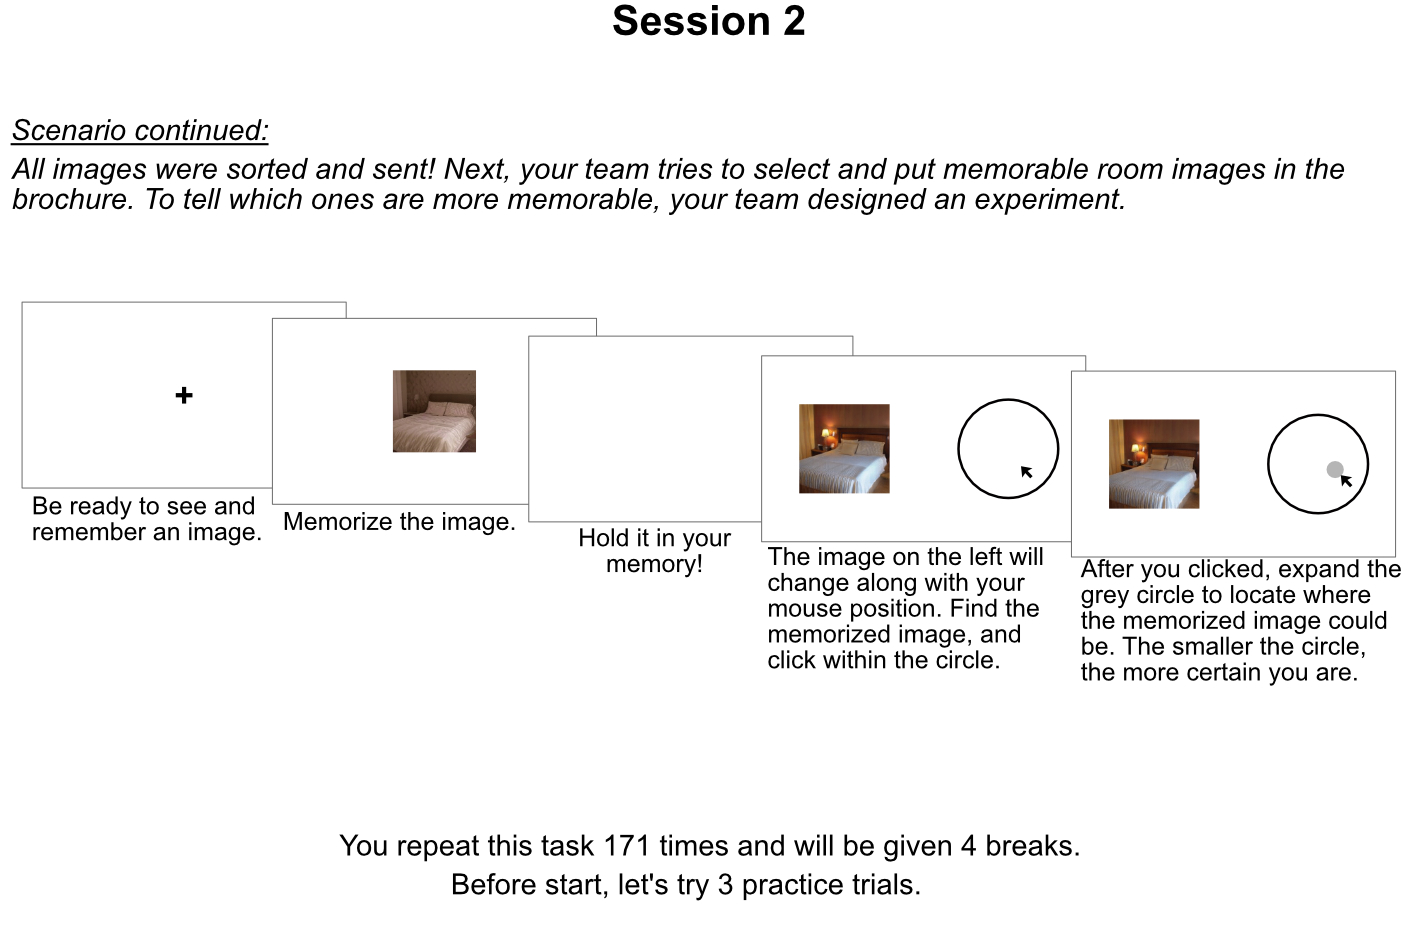 Session 2
Scenario continued:
All images were sorted and sent! Next, your team tries to select and put memorable room images in the
brochure. To tell which ones are more memorable, your team designed an experiment.
Be ready to see and
remember an image.
Memorize the image.
Hold it in your
memory!
The image on the left will
change along with your
mouse position. Find the
memorized image, and
click within the circle.
After you clicked, expand the
grey circle to locate where
the memorized image could
be. The smaller the circle,
the more certain you are.
You repeat this task 171 times and will be given 4 breaks.
Before start, let's try 3 practice trials.